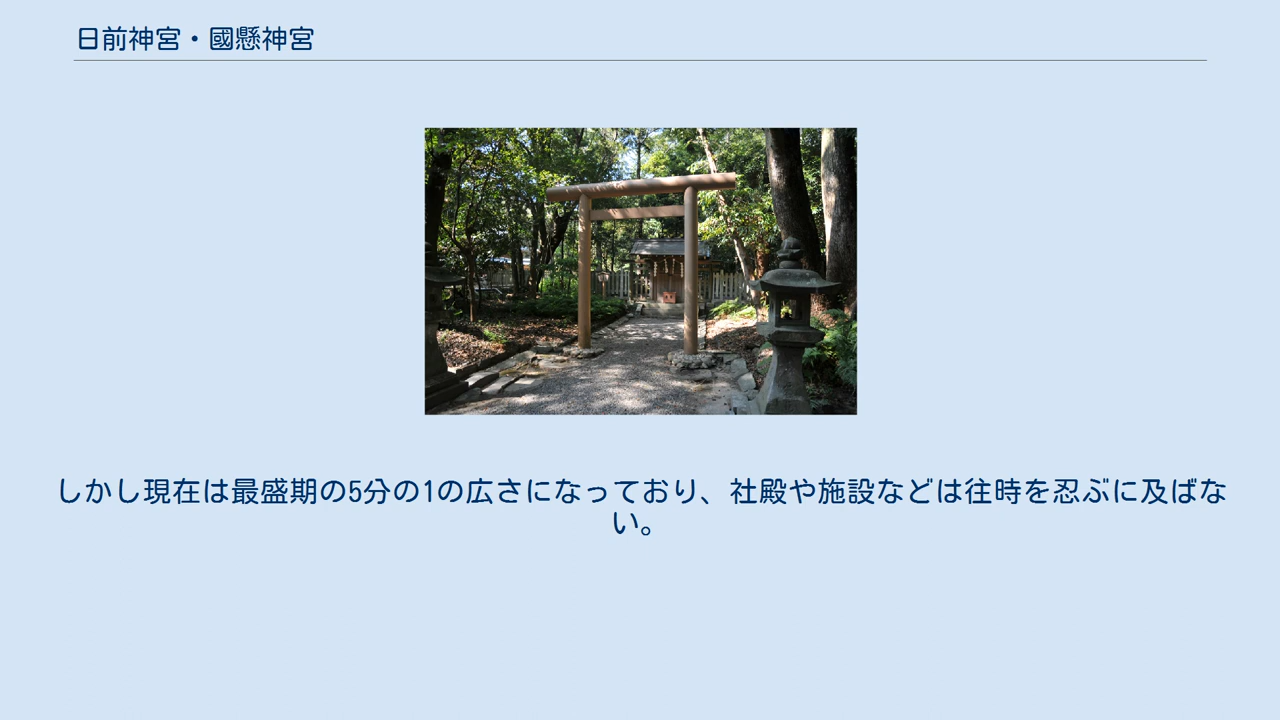 日前神宮・國懸神宮
しかし現在は最盛期の5分の1の広さになっており、社殿や施設などは往時を忍ぶに及ばな
い。